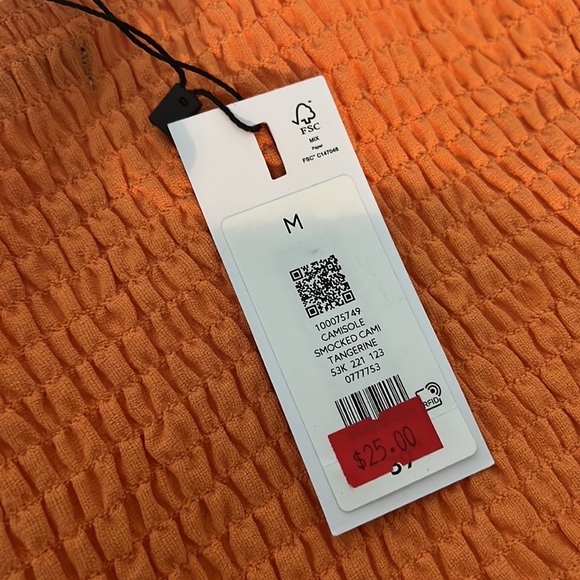 FSC
MIX
Paper
FSC® C147048
M
100075749
CAMISOLE
SMOCKED CAMI
TANGERINE
53K 221 123
0777753
RFID
$25.00